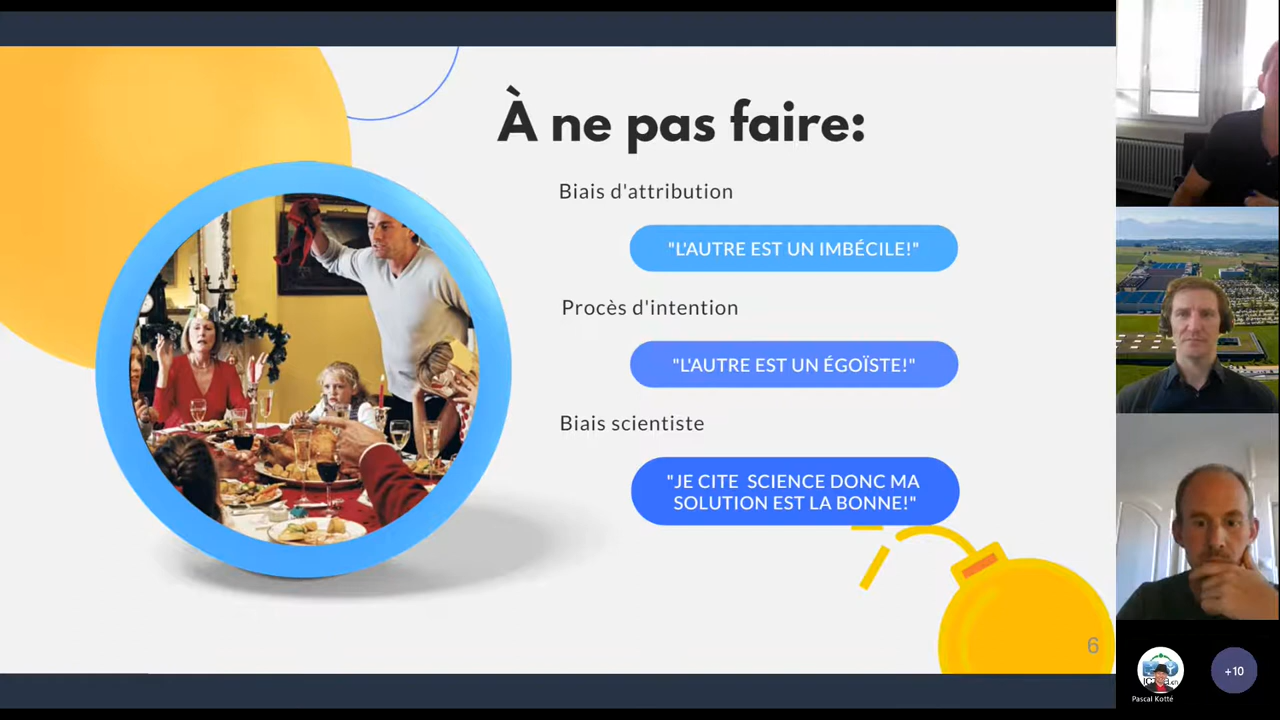 À ne pas faire:
Biais d'attribution
"L'AUTRE EST UN IMBÉCILE!"
Procès d'intention
"L'AUTRE EST UN ÉGOÏSTE!"
Biais scientiste
"JE CITE SCIENCE DONC MA
SOLUTION EST LA BONNE!"
6
Pascal Kotté
+10